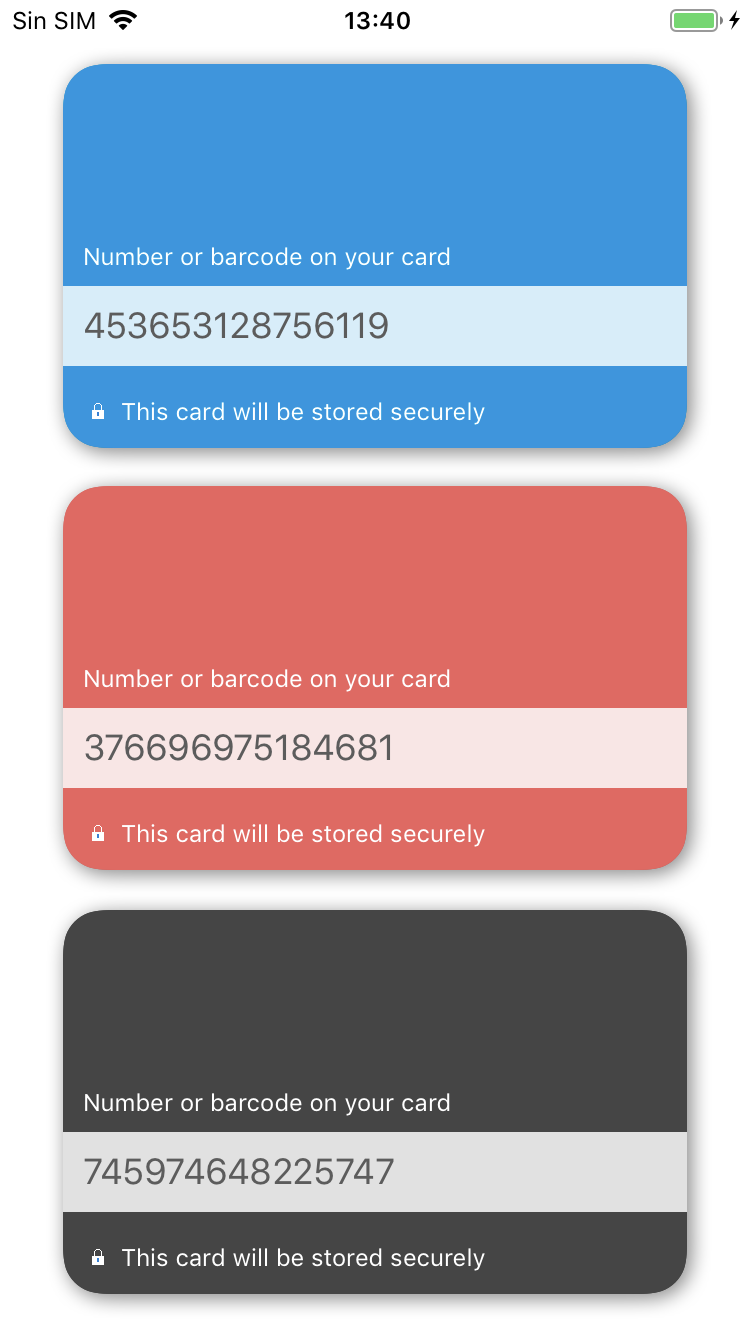 Sin SIM 13:40
Number or barcode on your card
453653128756119
This card will be stored securely
Number or barcode on your card
376696975184681
This card will be stored securely
Number or barcode on your card
745974648225747
This card will be stored securely